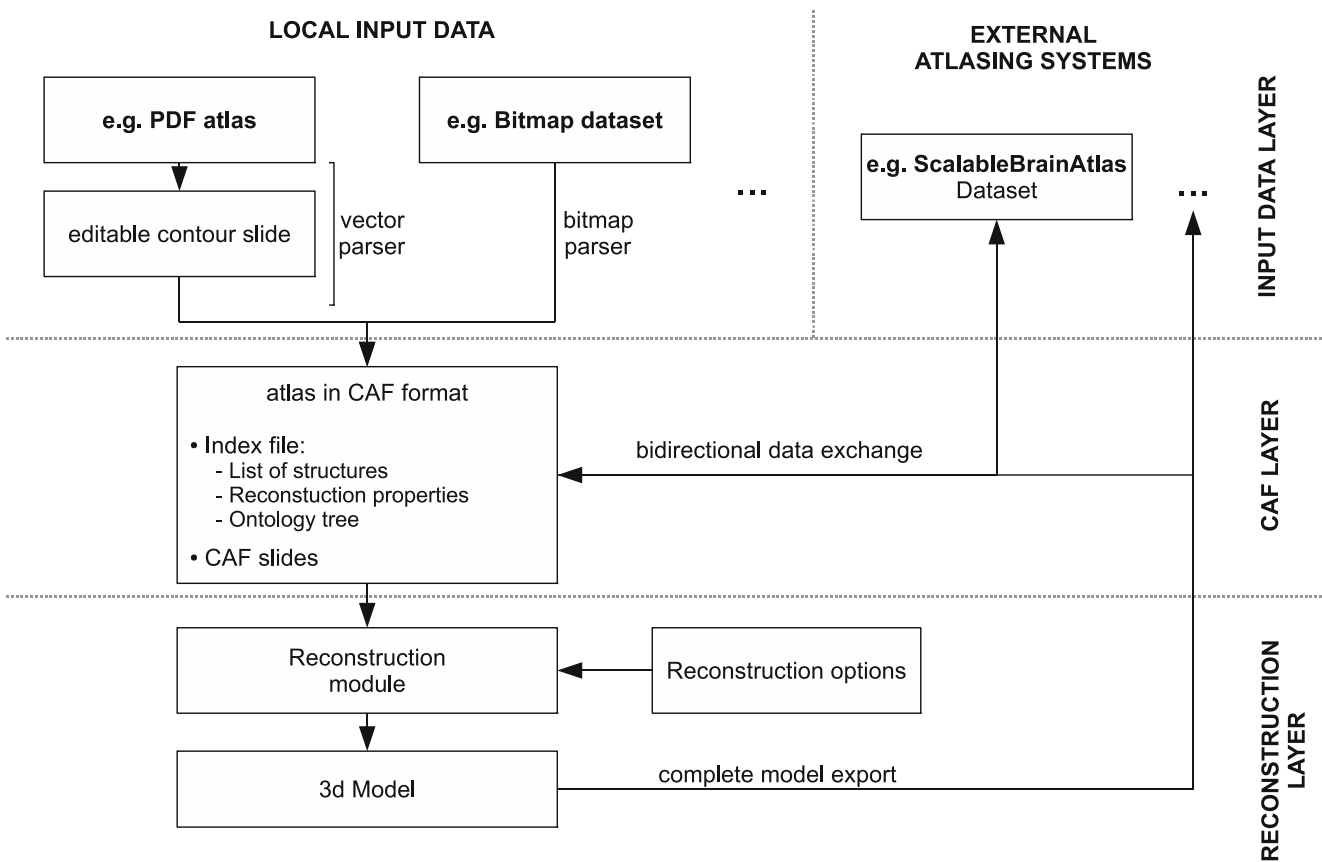 LOCAL INPUT DATA
EXTERNAL
ATLASING SYSTEMS
INPUT DATA LAYER
e.g. PDF atlas
e.g. Bitmap dataset
e.g. ScalableBrainAtlas
Dataset
...
...
editable contour slide
vector
parser
bitmap
parser
CAF LAYER
atlas in CAF format
• Index file:
- List of structures
- Reconstuction properties
- Ontology tree
• CAF slides
bidirectional data exchange
RECONSTRUCTION
LAYER
Reconstruction
module
Reconstruction options
3d Model
complete model export